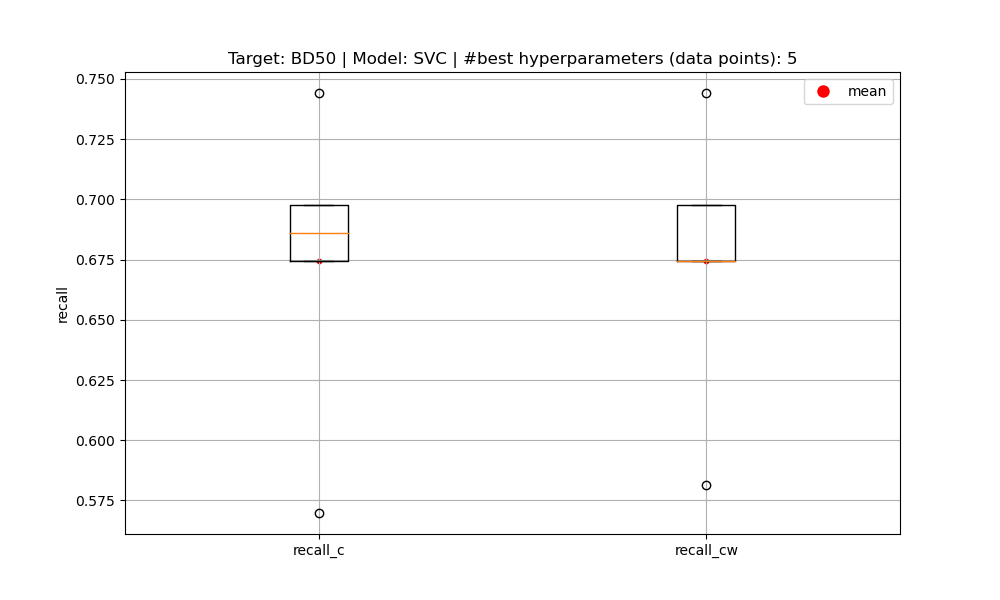 Target: BD50 | Model: SVC | #best hyperparameters (data points): 5
0.750
mean
0.725
0.700
0.675
0.650
0.625
0.600
0.575
recall
recall_c
recall_cw